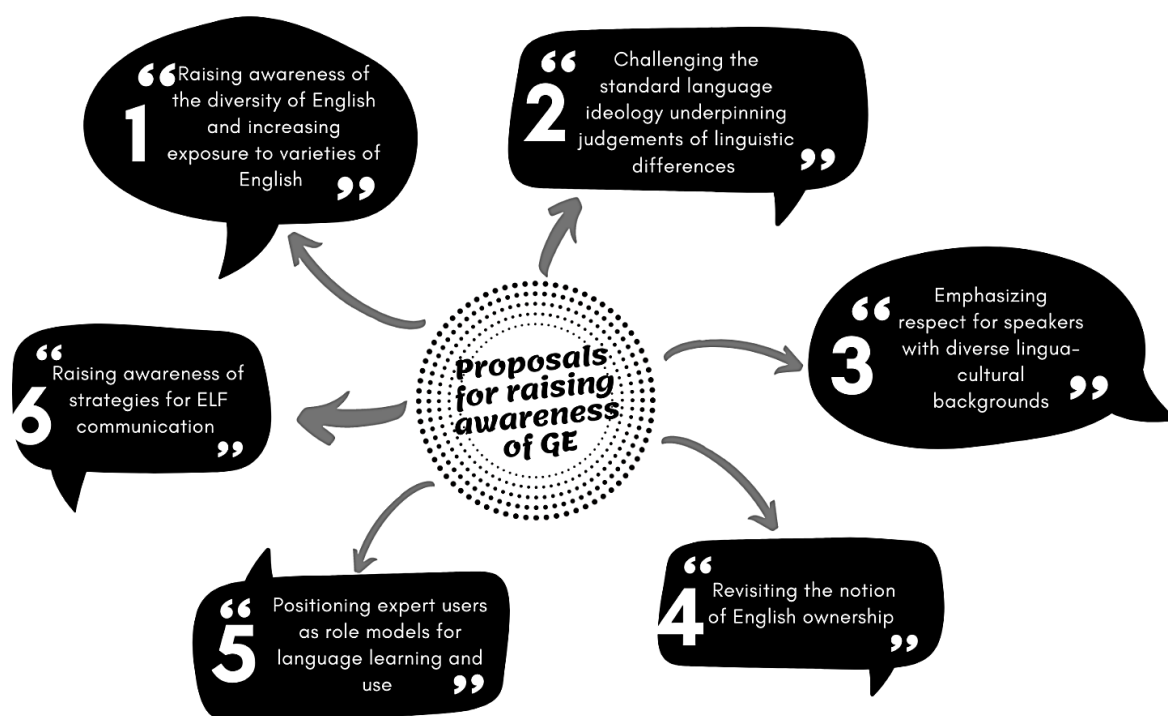 Proposals
for raising
awareness
of GE
1
“Raising awareness of
the diversity of English
and increasing
exposure to varieties of
English”
2
“Challenging the
standard language
ideology underpinning
judgements of linguistic
differences”
3
“Emphasizing
respect for speakers
with diverse lingua-
cultural
backgrounds”
4
“Revisiting the notion
of English ownership”
5
“Positioning expert users
as role models for
language learning and
use”
6
“Raising awareness of
strategies for ELF
communication”